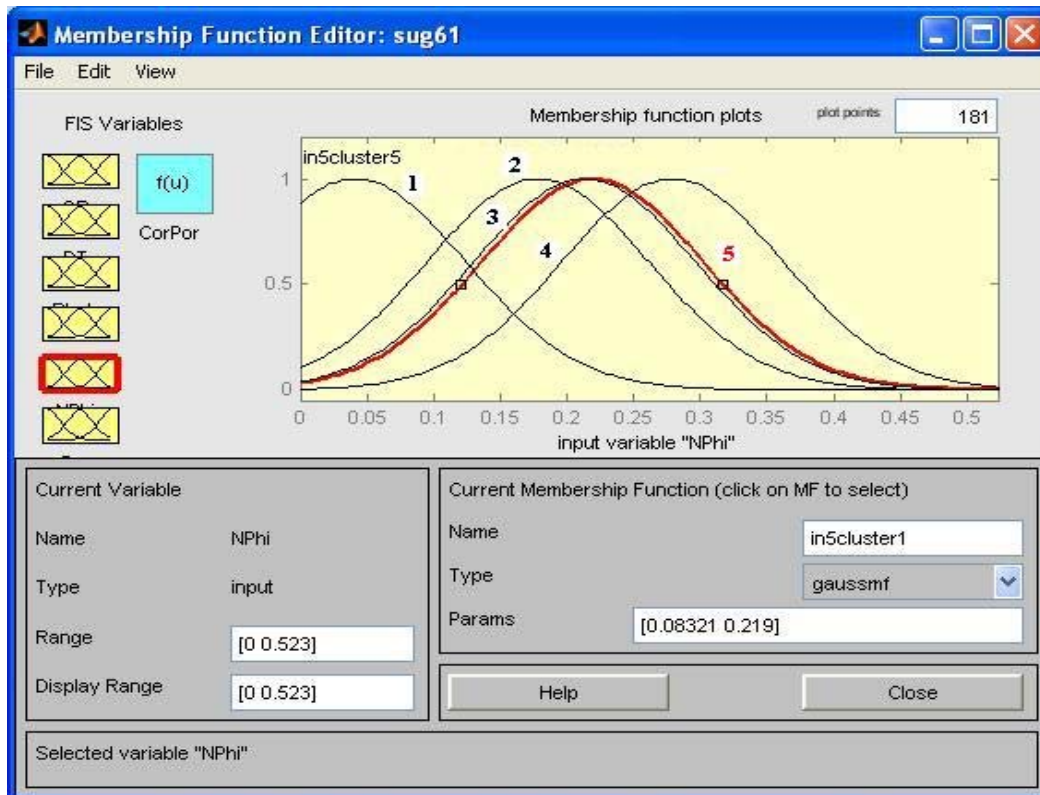 Membership Function Editor: sug61
File Edit View
FIS Variables
f(u)
CorPor
Membership function plots
plot points
181
in5cluster5
1
2
3
4
5
1
0.5
0
0 0.05 0.1 0.15 0.2 0.25 0.3 0.35 0.4 0.45 0.5
input variable "NPhi"
Current Variable
Name NPhi
Type input
Range [0 0.523]
Display Range [0 0.523]
Current Membership Function (click on MF to select)
Name in5cluster1
Type gaussmf
Params [0.08321 0.219]
Help Close
Selected variable "NPhi"